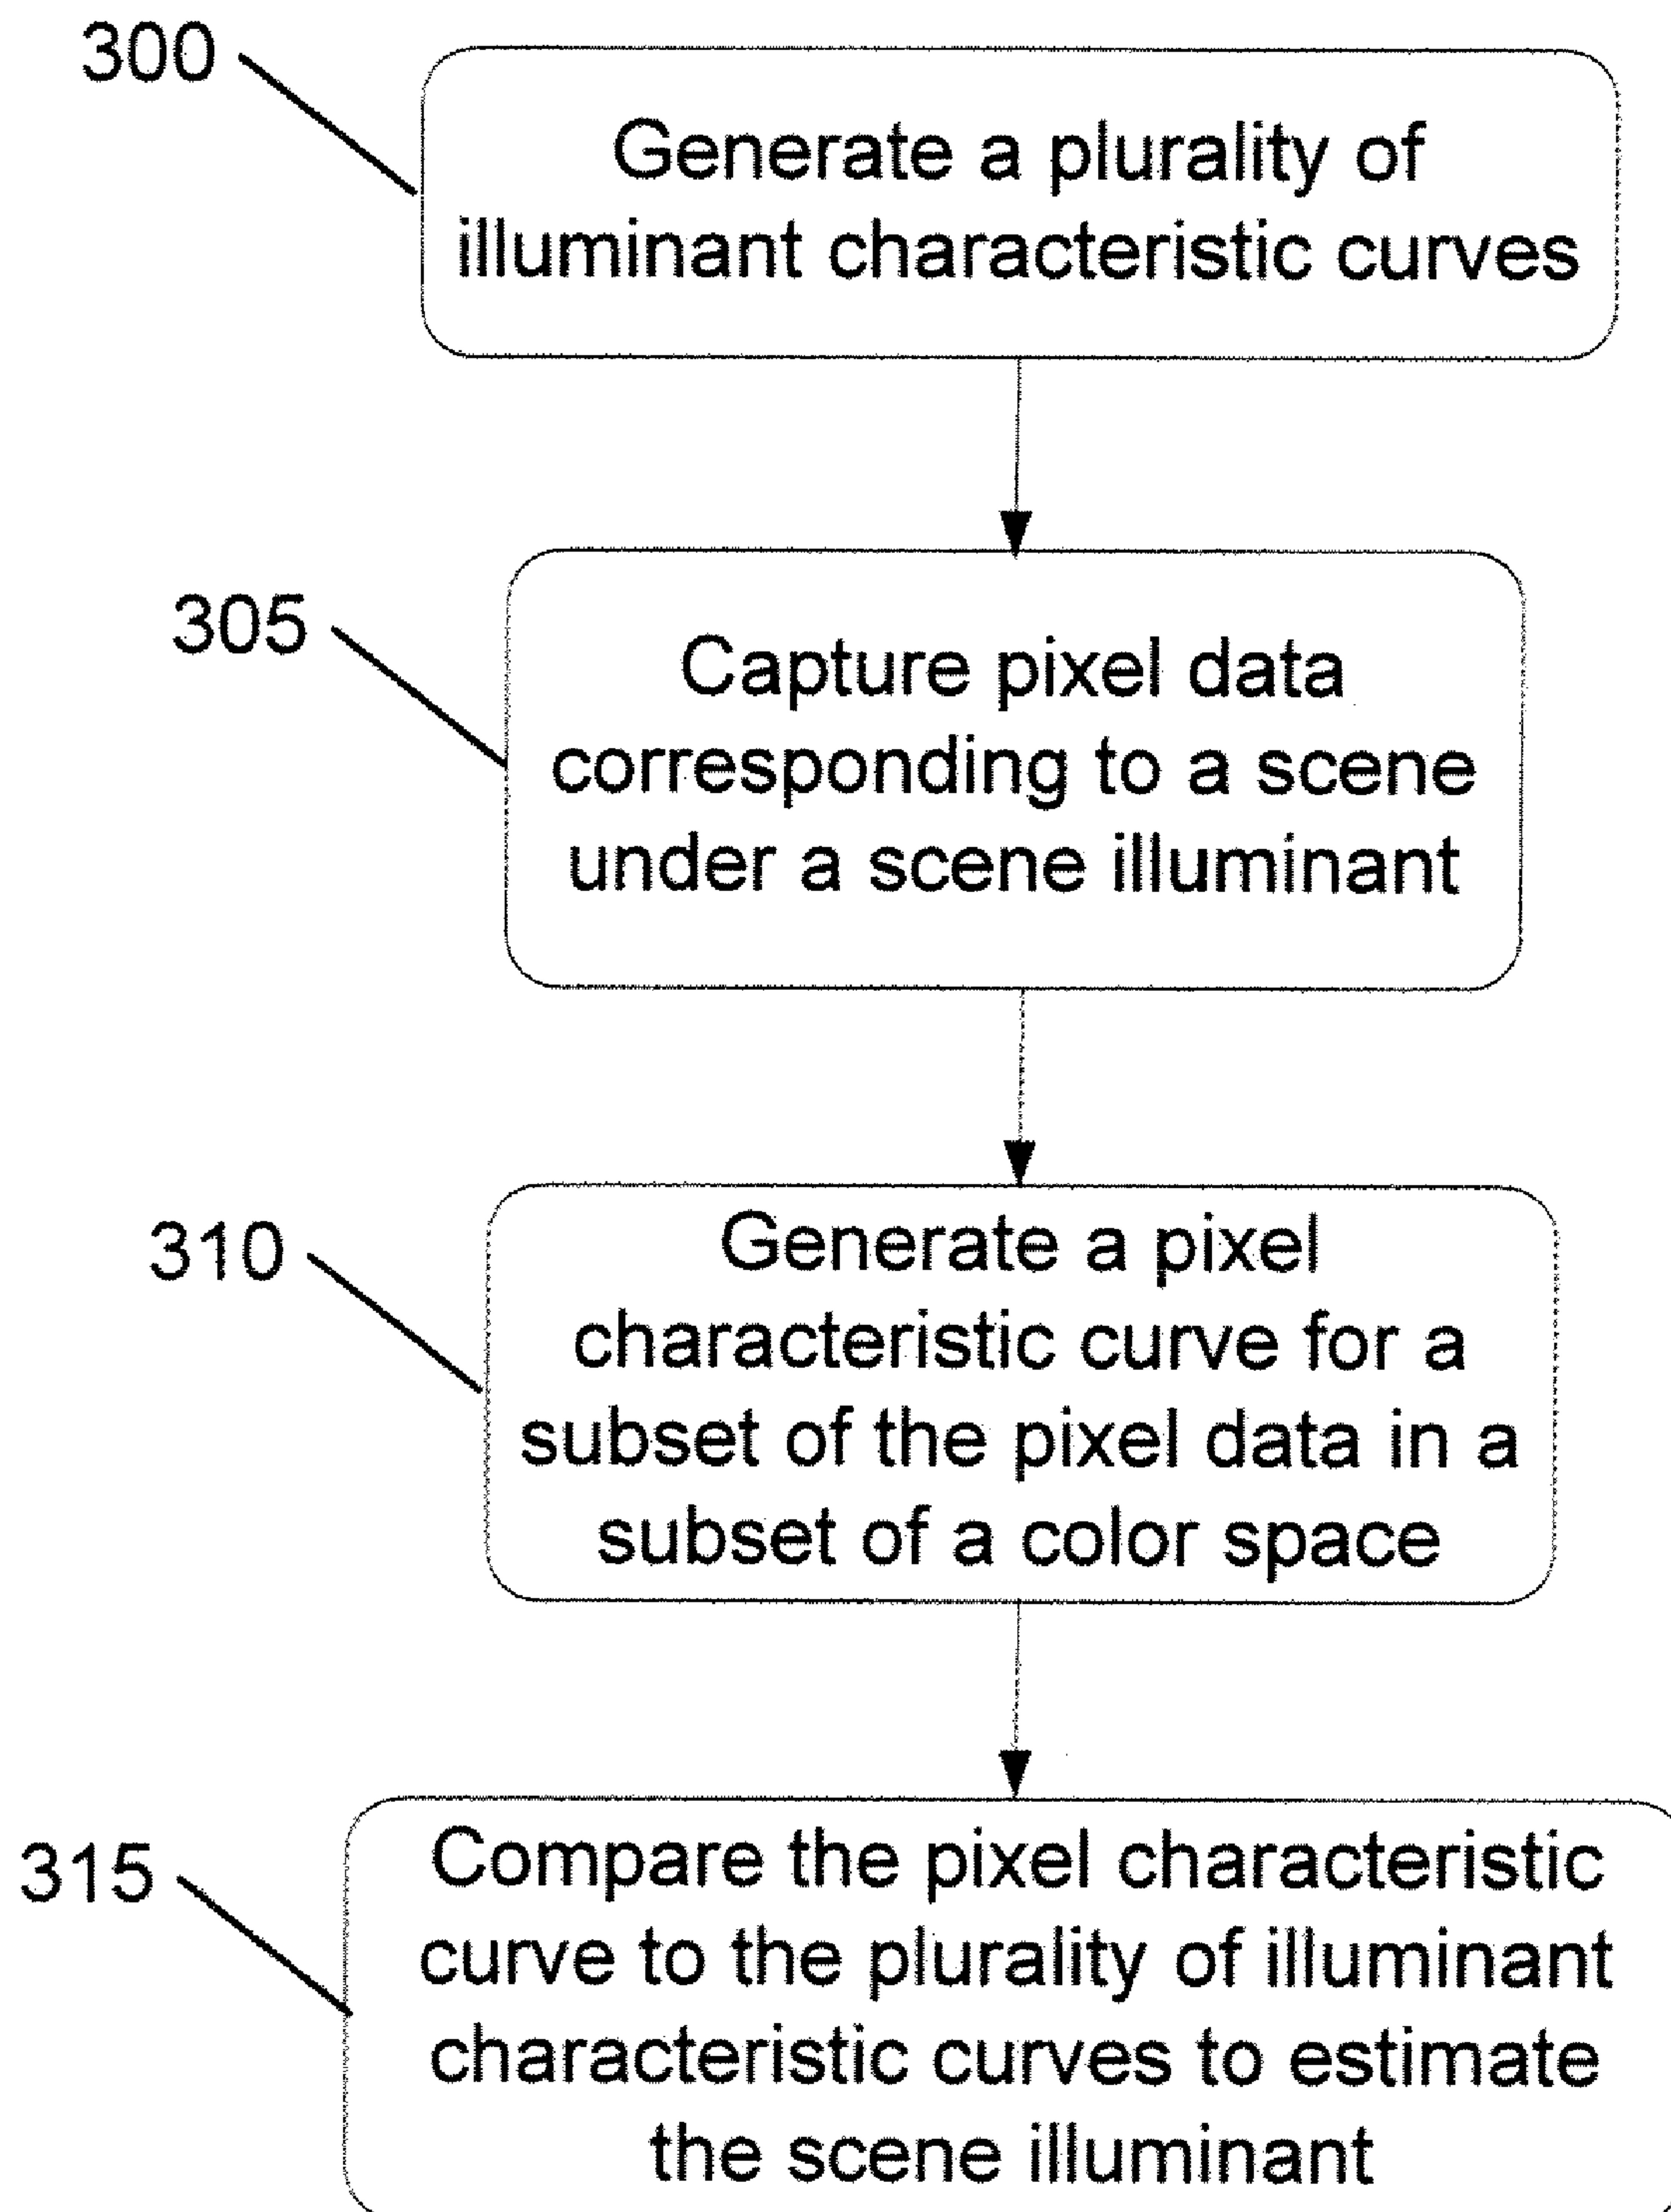 300
Generate a plurality of
illuminant characteristic curves
305
Capture pixel data
corresponding to a scene
under a scene illuminant
310
Generate a pixel
characteristic curve for a
subset of the pixel data in a
subset of a color space
315
Compare the pixel characteristic
curve to the plurality of illuminant
characteristic curves to estimate
the scene illuminant